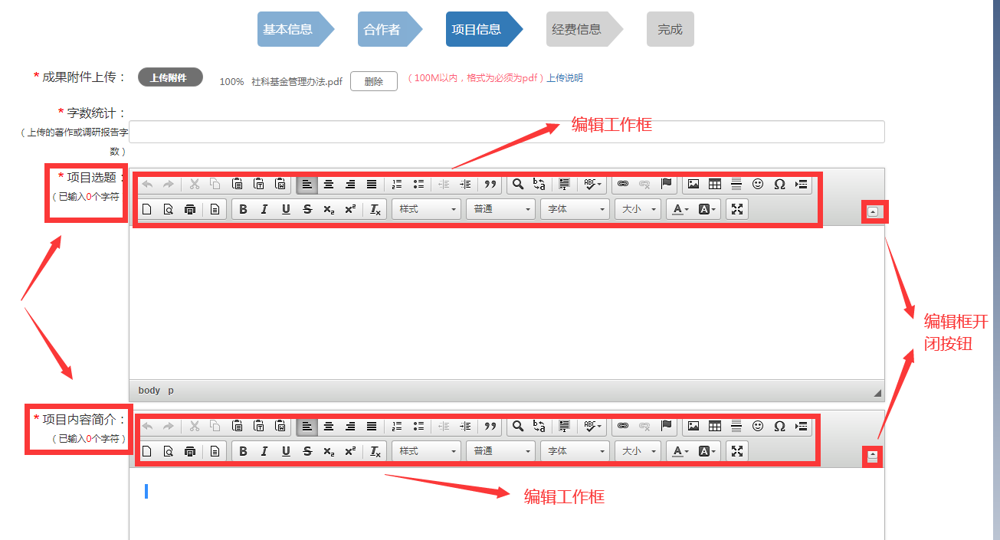 基本信息 合作者 项目信息 经费信息 完成
* 成果附件上传： 上传附件 100% 社科基金管理办法.pdf 删除 （100M以内，格式为必须为pdf）上传说明
* 字数统计：
（上传的著作或调研报告字
数）
编辑工作框
* 项目选题：
（已输入0个字符
B I U S x₂ x² Tx 样式 普通 字体 大小 A A
编辑框开
闭按钮
body p
* 项目内容简介：
（已输入0个字符）
B I U S x₂ x² Tx 样式 普通 字体 大小 A A
编辑工作框